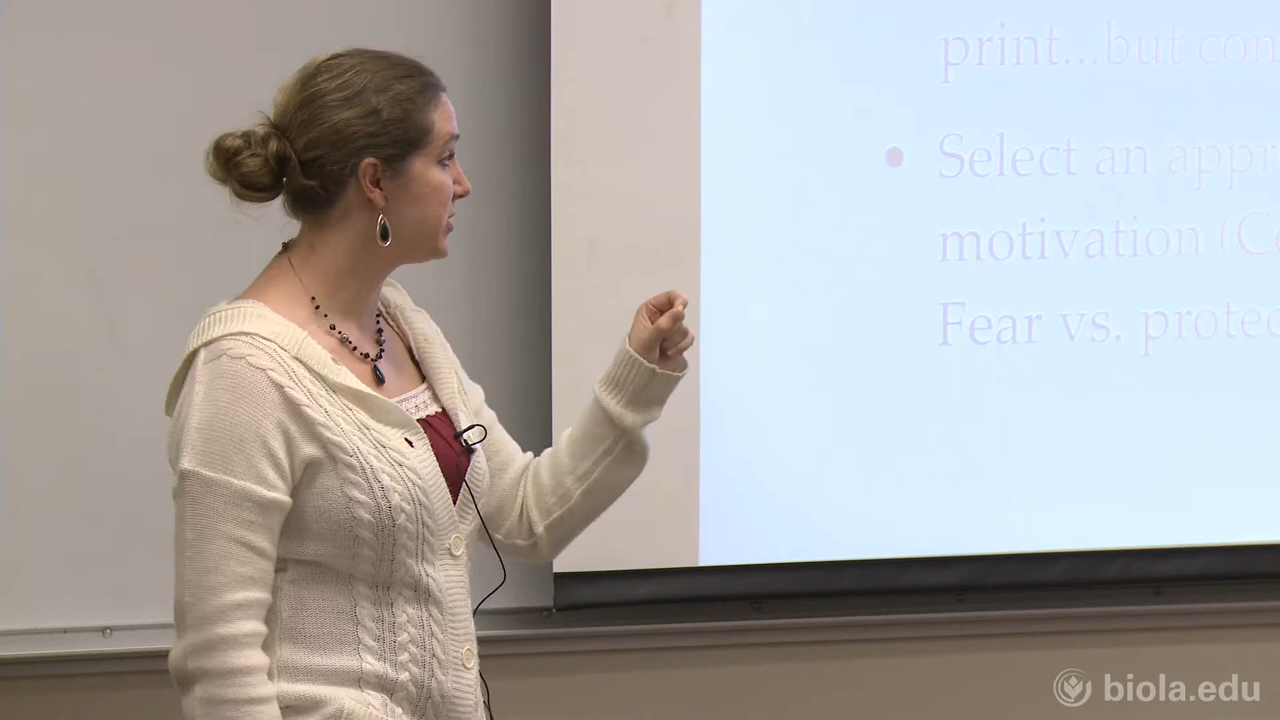 print...but con
Select an appr
motivation (C
Fear vs. protec
biola.edu